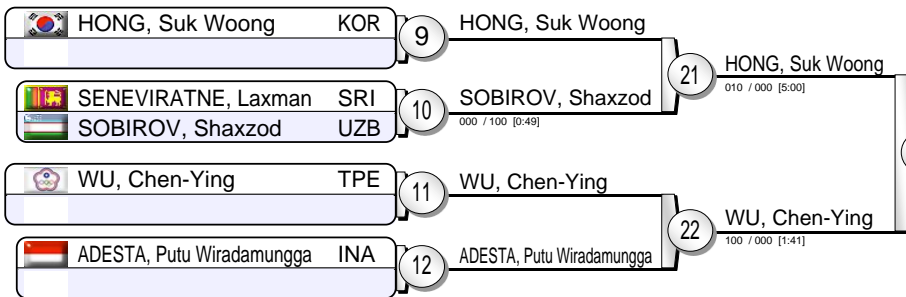 HONG, Suk Woong KOR
9
HONG, Suk Woong
21
HONG, Suk Woong
010 / 000 [5:00]
SENEVIRATNE, Laxman SRI
SOBIROV, Shaxzod UZB
10
SOBIROV, Shaxzod
000 / 100 [0:49]
WU, Chen-Ying TPE
11
WU, Chen-Ying
22
WU, Chen-Ying
100 / 000 [1:41]
ADESTA, Putu Wiradamungga INA
12
ADESTA, Putu Wiradamungga